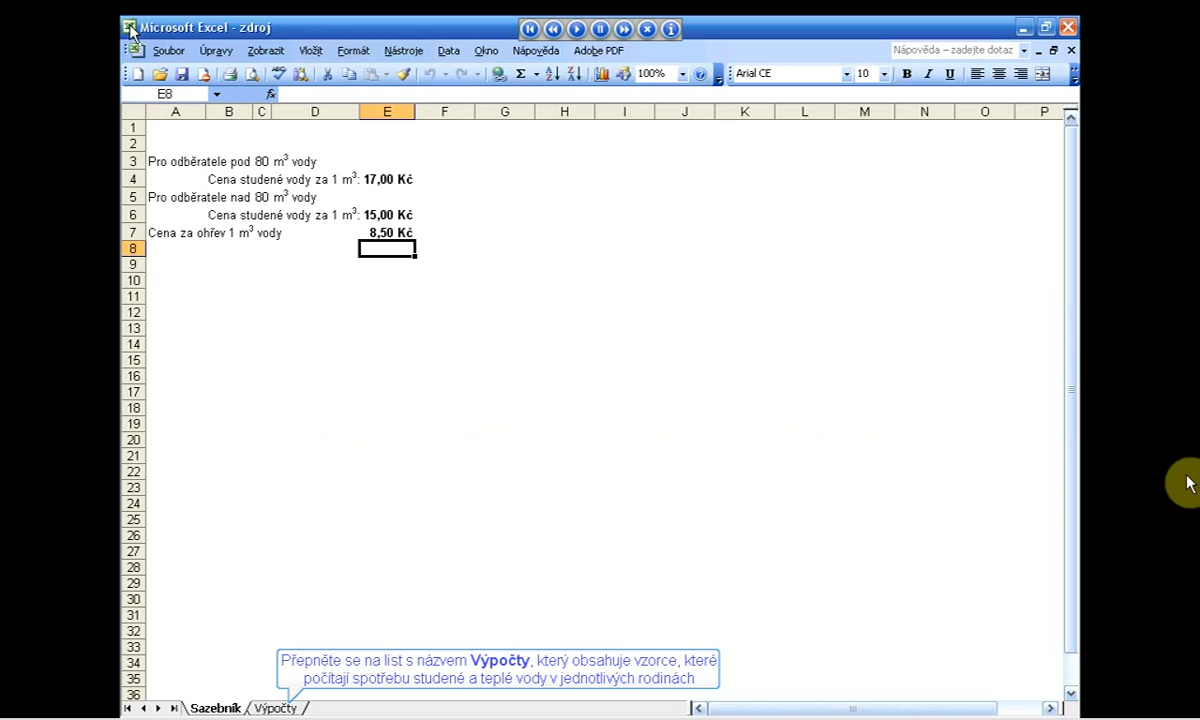 Microsoft Excel - zdroj
Soubor Úpravy Zobrazit Vložit Formát Nástroje Data Okno Nápověda Adobe PDF
Nápověda – zadejte dotaz
100% Arial CE 10 B I U
E8 fx
A B C D E F G H I J K L M N O P
1
2
3 Pro odběratele pod 80 m³ vody
4 Cena studené vody za 1 m³: 17,00 Kč
5 Pro odběratele nad 80 m³ vody
6 Cena studené vody za 1 m³: 15,00 Kč
7 Cena za ohřev 1 m³ vody 8,50 Kč
8
9
10
11
12
13
14
15
16
17
18
19
20
21
22
23
24
25
26
27
28
29
30
31
32
33
34
35
36
Přepněte se na list s názvem Výpočty, který obsahuje vzorce, které
počítají spotřebu studené a teplé vody v jednotlivých rodinách
Sazebník Výpočty